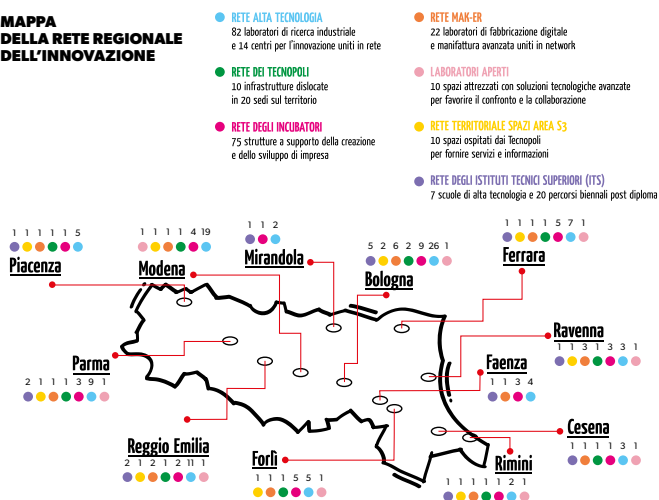 MAPPA
DELLA RETE REGIONALE
DELL'INNOVAZIONE
RETE ALTA TECNOLOGIA
82 laboratori di ricerca industriale
e 14 centri per l'innovazione uniti in rete
RETE DEI TECNOPOLI
10 infrastrutture dislocate
in 20 sedi sul territorio
RETE DEGLI INCUBATORI
75 strutture a supporto della creazione
e dello sviluppo di impresa
RETE MAK-ER
22 laboratori di fabbricazione digitale
e manifattura avanzata uniti in network
LABORATORI APERTI
10 spazi attrezzati con soluzioni tecnologiche avanzate
per favorire il confronto e la collaborazione
RETE TERRITORIALE SPAZI AREA S3
10 spazi ospitati dai Tecnopoli
per fornire servizi e informazioni
RETE DEGLI ISTITUTI TECNICI SUPERIORI (ITS)
7 scuole di alta tecnologia e 20 percorsi biennali post diploma
1 1 1 1 1 5
Piacenza
1 1 1 1 4 19
Modena
1 1 2
Mirandola
5 2 6 2 9 26 1
Bologna
1 1 1 1 5 7 1
Ferrara
Ravenna
1 1 3 1 3 3 1
Parma
2 1 1 1 3 9 1
Faenza
1 1 3 4
Reggio Emilia
2 1 2 1 2 11 1
Forlì
1 1 1 5 5 1
Cesena
1 1 1 1 3 1
Rimini
1 1 1 1 1 2 1